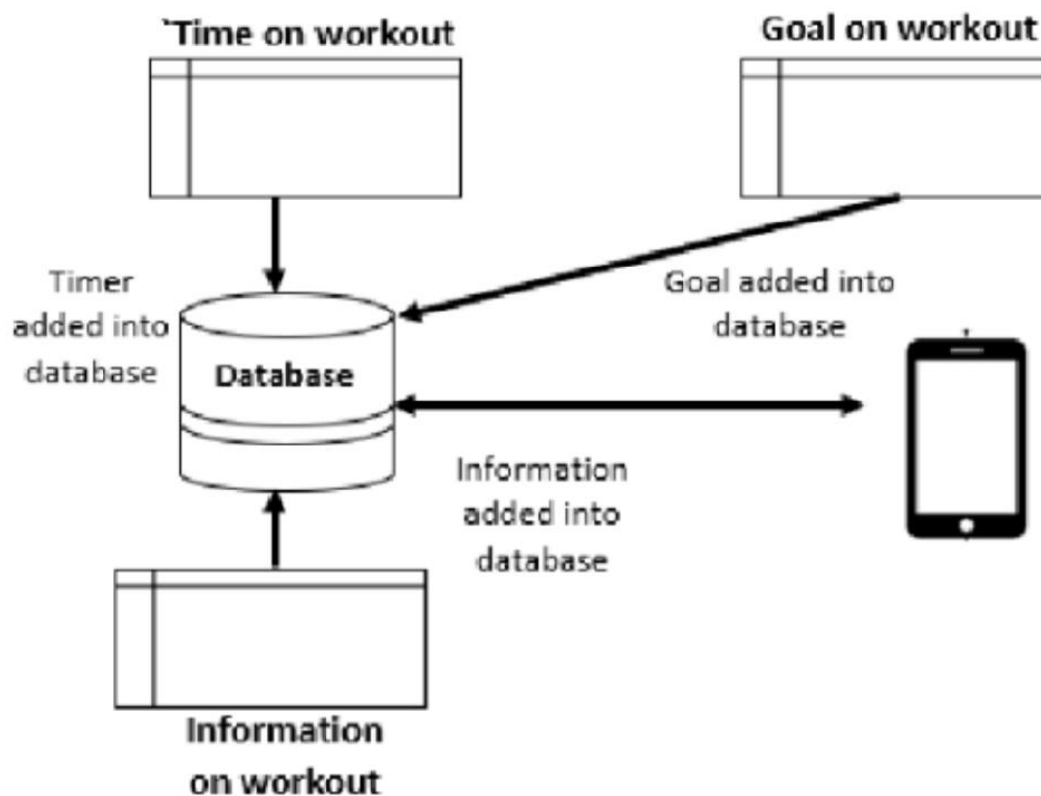 Time on workout
Goal on workout
Timer
added into
database
Goal added into
database
Database
Information
added into
database
Information
on workout